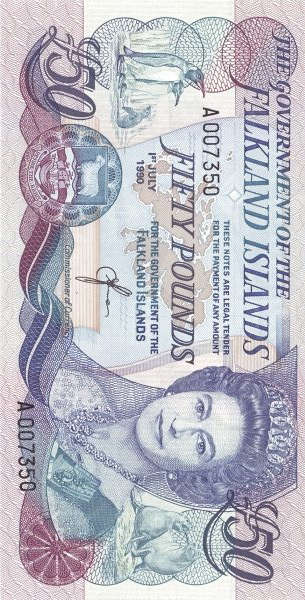 THE GOVERNMENT OF THE
FALKLAND ISLANDS
£50
£50
A007350
THESE NOTES ARE LEGAL TENDER
FOR THE PAYMENT OF ANY AMOUNT
FIFTY POUNDS
1ST JULY
1990
FOR THE GOVERNMENT OF THE
FALKLAND ISLANDS
Commissioner of Currency
A007350